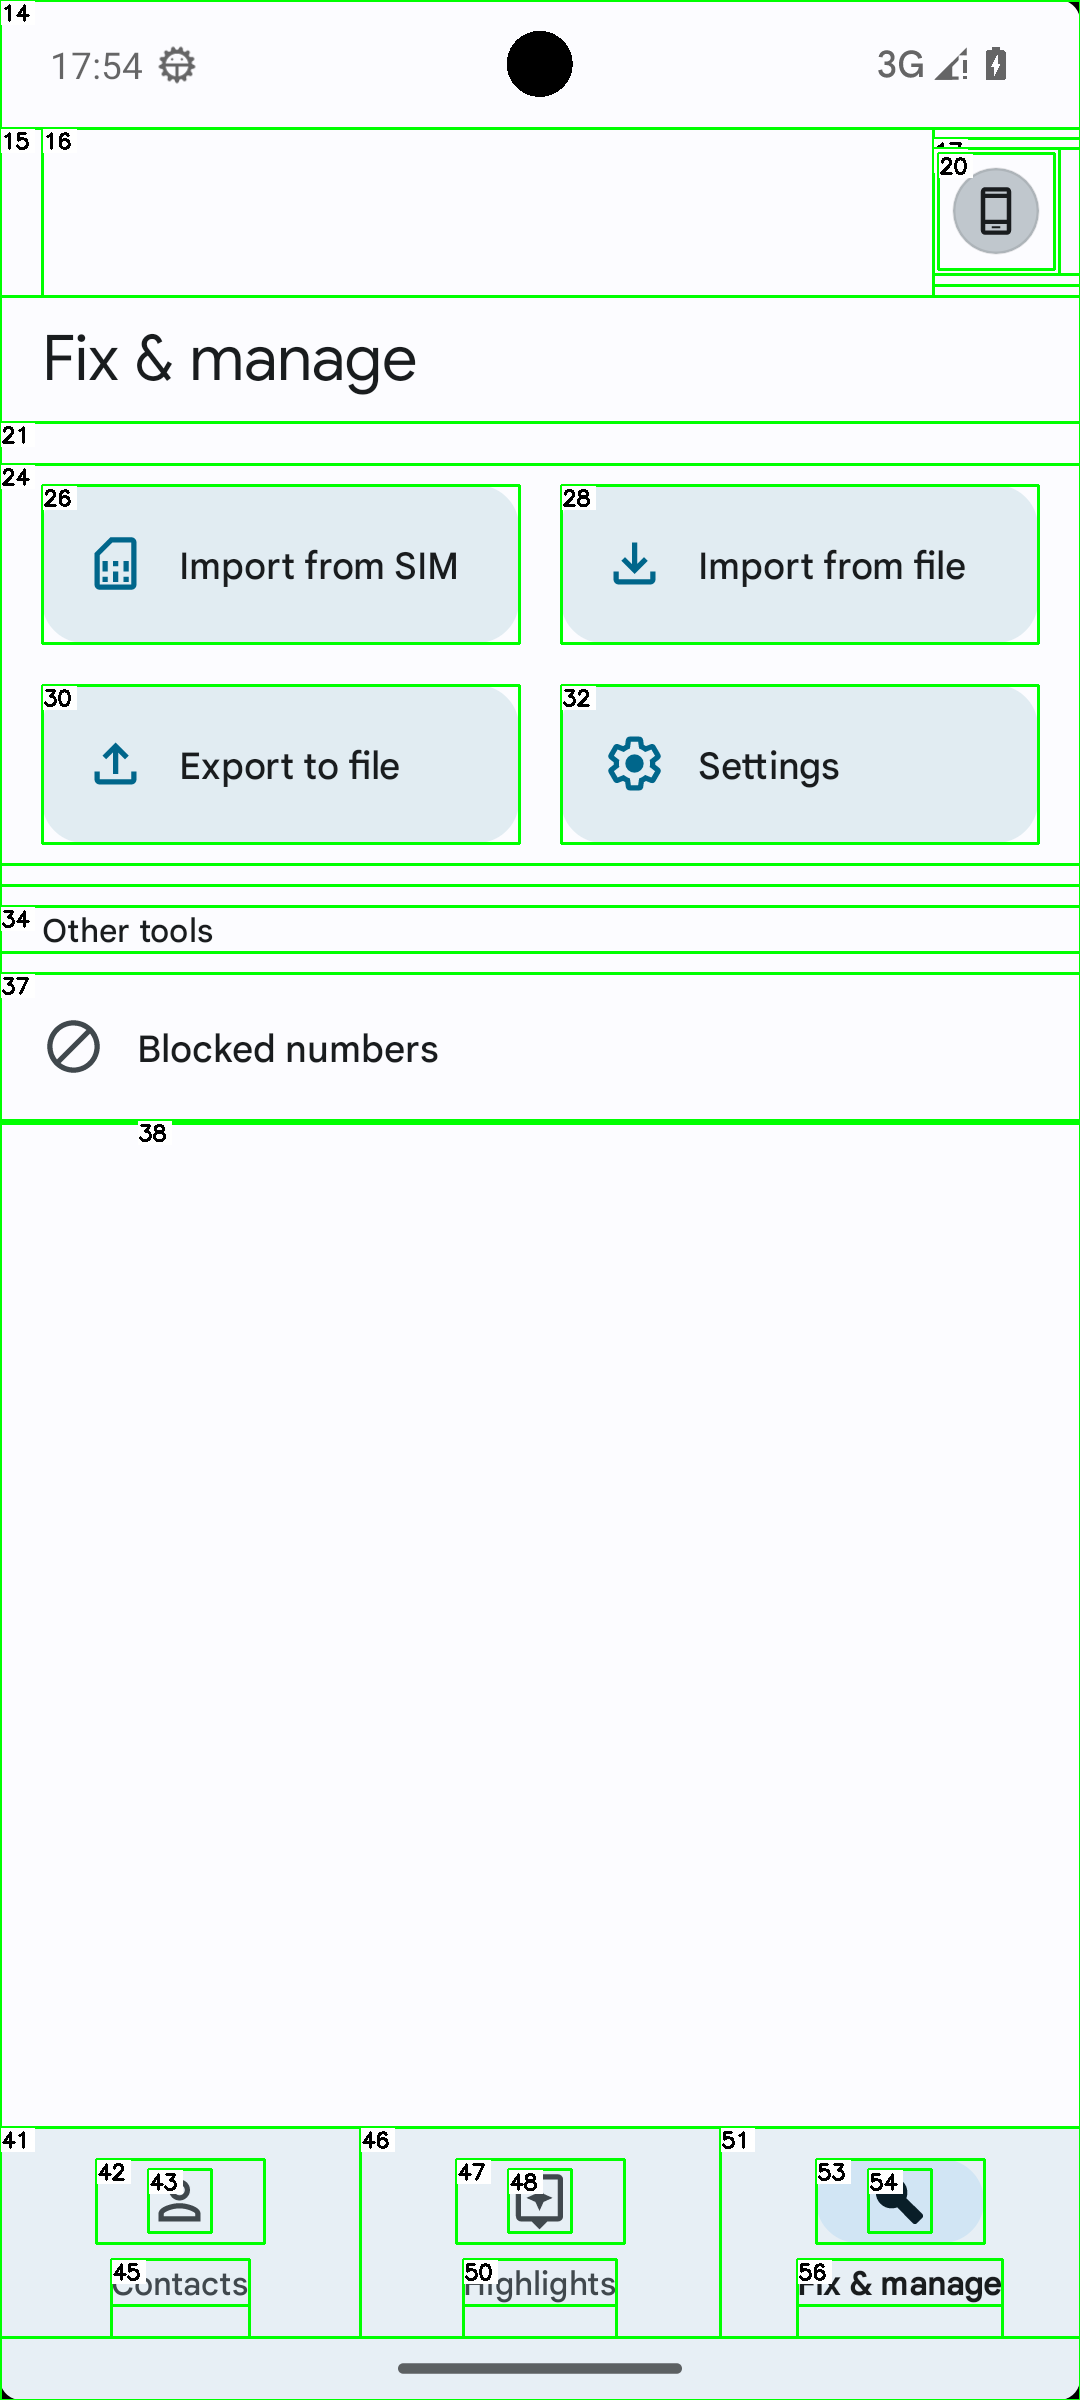 14
17:54
3G
15
16
20
Fix & manage
21
24
26
Import from SIM
28
Import from file
30
Export to file
32
Settings
34
Other tools
37
Blocked numbers
38
41
46
51
42
43
47
48
53
54
45
Contacts
50
Highlights
56
Fix & manage